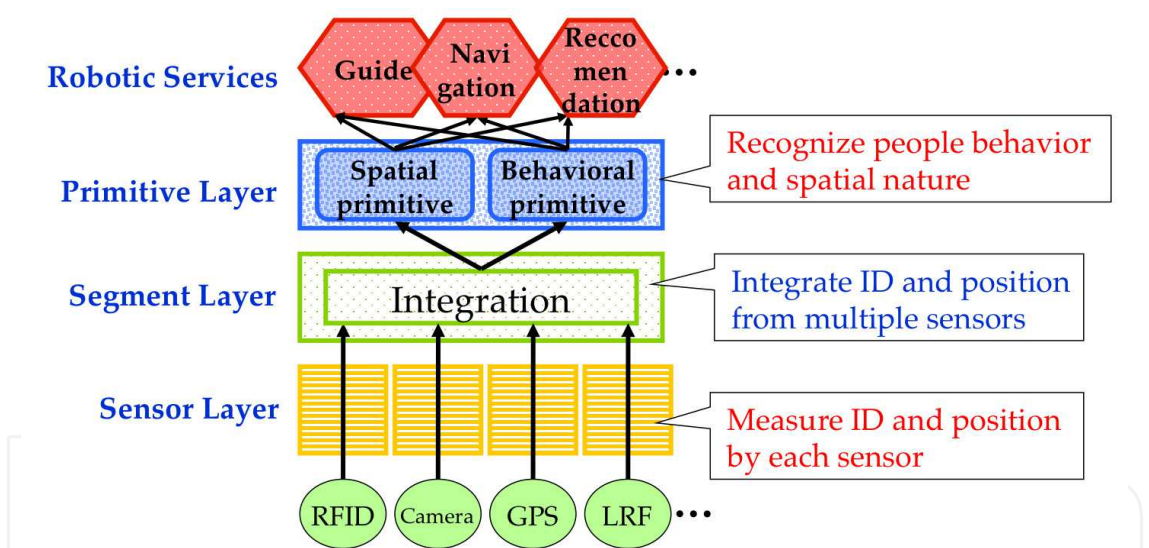 Robotic Services
Guide
Navi
gation
Recco
men
dation
...
Primitive Layer
Spatial
primitive
Behavioral
primitive
Recognize people behavior
and spatial nature
Segment Layer
Integration
Integrate ID and position
from multiple sensors
Sensor Layer
Measure ID and position
by each sensor
RFID
Camera
GPS
LRF
...